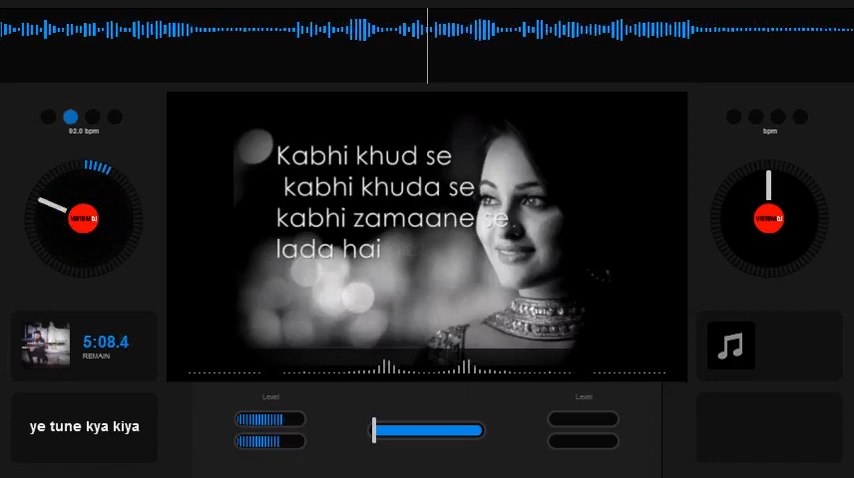 92.0 bpm
bpm
Kabhi khud se
kabhi khuda se
kabhi zamaane se
lada hai
5:08.4
REMAIN
ye tune kya kiya
Level
Level